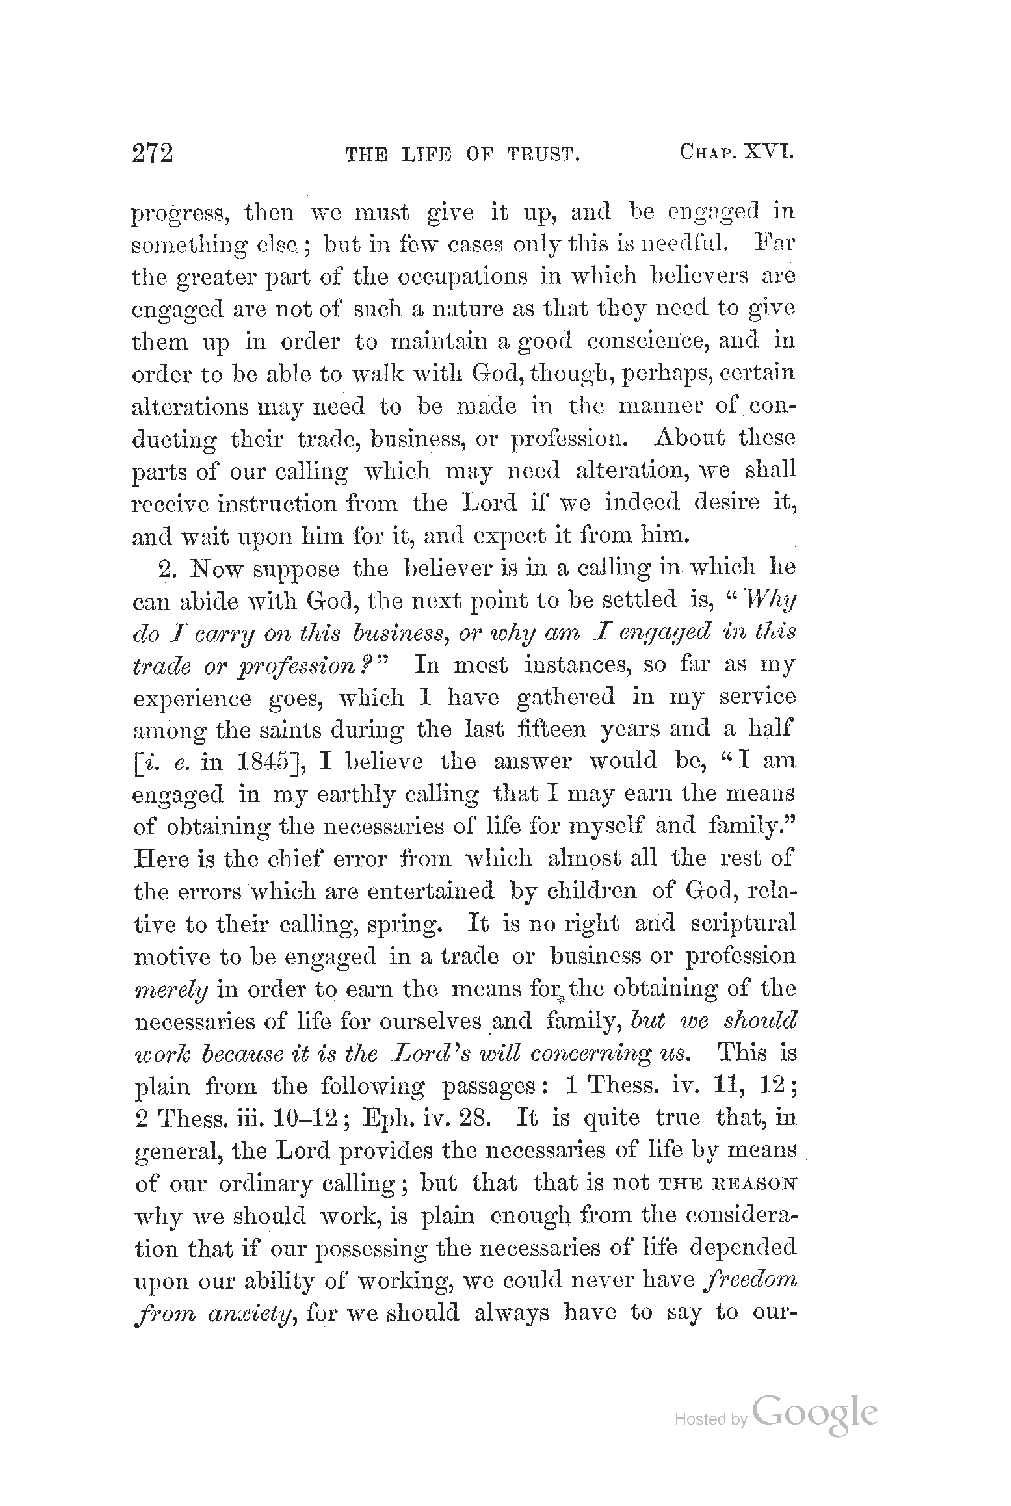 272 THE LIFE OF TRUST. CHAP. XVI.
progress, then we must give it up, and be engaged in
something else; but in few cases only this is needful. Far
the greater part of the occupations in which believers are
engaged are not of such a nature as that they need to give
them up in order to maintain a good conscience, and in
order to be able to walk with God, though, perhaps, certain
alterations may need to be made in the manner of con-
ducting their trade, business, or profession. About those
parts of our calling which may need alteration, we shall
receive instruction from the Lord if we indeed desire it,
and wait upon him for it, and expect it from him.
2. Now suppose the believer is in a calling in which he
can abide with God, the next point to be settled is, "Why
do I carry on this business, or why am I engaged in this
trade or profession?" In most instances, so far as my
experience goes, which I have gathered in my service
among the saints during the last fifteen years and a half
[i. e. in 1845], I believe the answer would be, "I am
engaged in my earthly calling that I may earn the means
of obtaining the necessaries of life for myself and family."
Here is the chief error from which almost all the rest of
the errors which are entertained by children of God, rela-
tive to their calling, spring. It is no right and scriptural
motive to be engaged in a trade or business or profession
merely in order to earn the means for the obtaining of the
necessaries of life for ourselves and family, but we should
work because it is the Lord's will concerning us. This is
plain from the following passages: 1 Thess. iv. 11, 12;
2 Thess. iii. 10–12; Eph. iv. 28. It is quite true that, in
general, the Lord provides the necessaries of life by means
of our ordinary calling; but that that is not THE REASON
why we should work, is plain enough from the considera-
tion that if our possessing the necessaries of life depended
upon our ability of working, we could never have freedom
from anxiety, for we should always have to say to our-
Hosted by Google